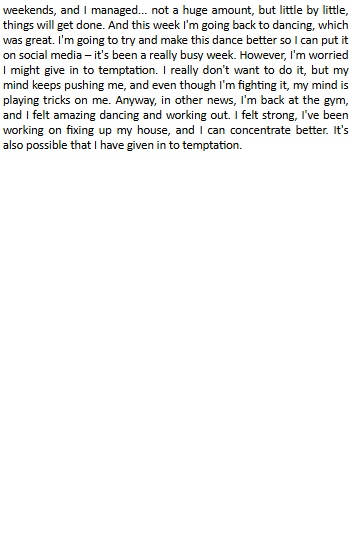 weekends, and I managed... not a huge amount, but little by little,
things will get done. And this week I'm going back to dancing, which
was great. I'm going to try and make this dance better so I can put it
on social media – it's been a really busy week. However, I'm worried
I might give in to temptation. I really don't want to do it, but my
mind keeps pushing me, and even though I'm fighting it, my mind is
playing tricks on me. Anyway, in other news, I'm back at the gym,
and I felt amazing dancing and working out. I felt strong, I've been
working on fixing up my house, and I can concentrate better. It's
also possible that I have given in to temptation.